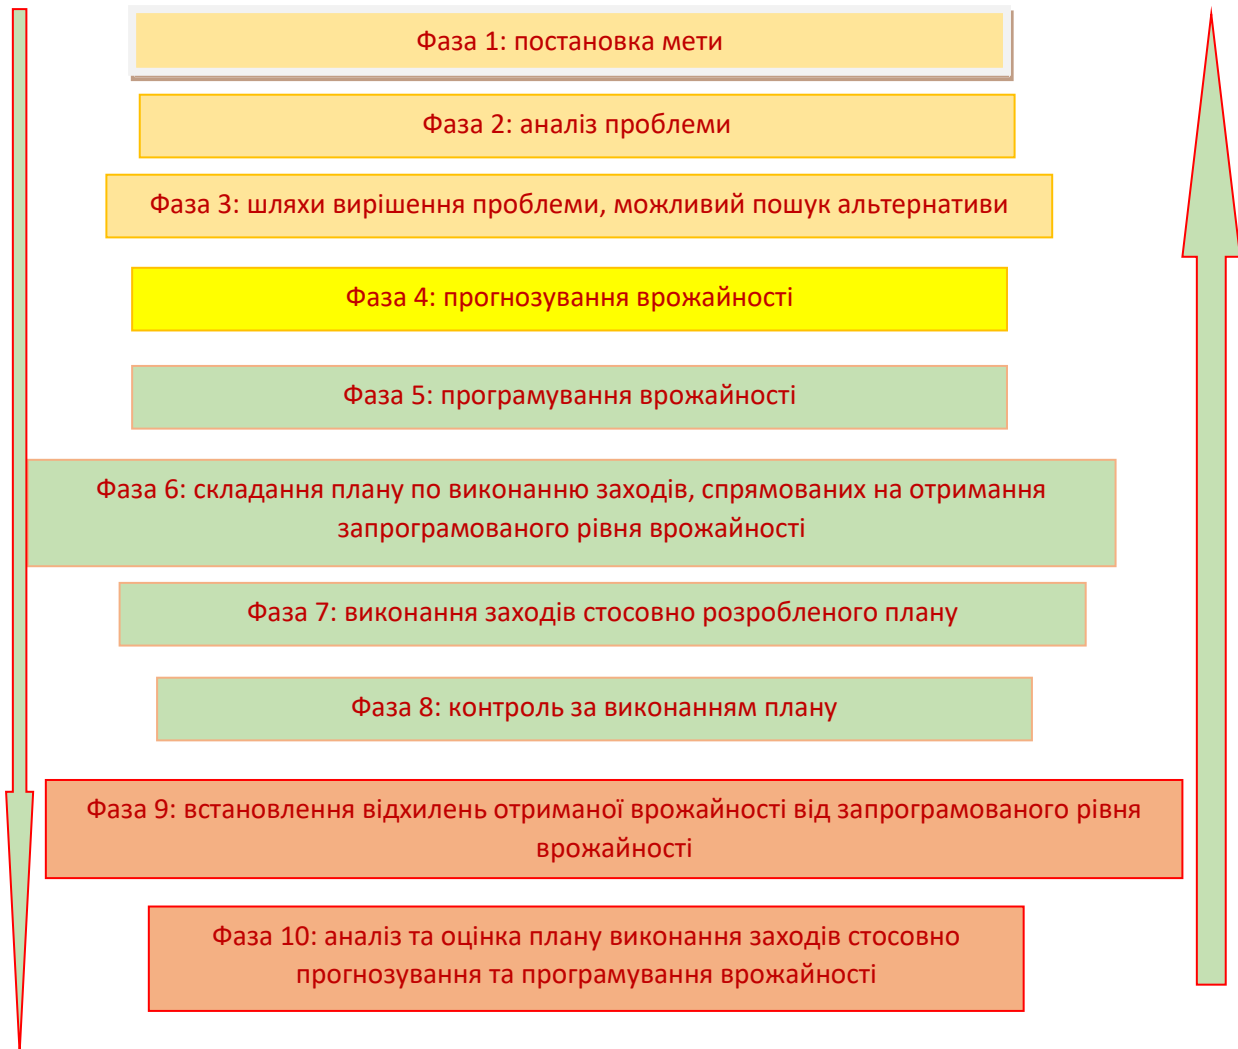 Фаза 1: постановка мети
Фаза 2: аналіз проблеми
Фаза 3: шляхи вирішення проблеми, можливий пошук альтернативи
Фаза 4: прогнозування врожайності
Фаза 5: програмування врожайності
Фаза 6: складання плану по виконанню заходів, спрямованих на отримання
запрограмованого рівня врожайності
Фаза 7: виконання заходів стосовно розробленого плану
Фаза 8: контроль за виконанням плану
Фаза 9: встановлення відхилень отриманої врожайності від запрограмованого рівня
врожайності
Фаза 10: аналіз та оцінка плану виконання заходів стосовно
прогнозування та програмування врожайності